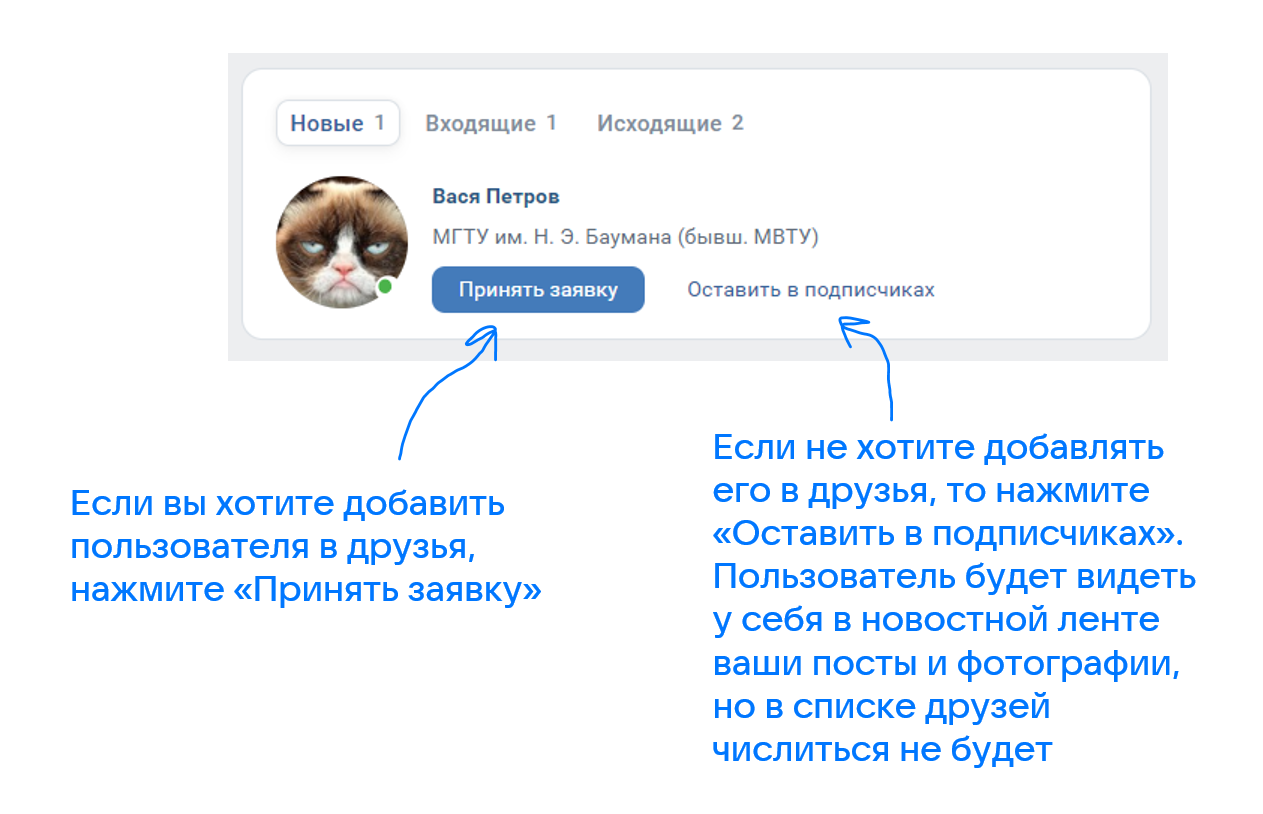 Новые 1 Входящие 1 Исходящие 2
Вася Петров
МГТУ им. Н. Э. Баумана (бывш. МВТУ)
Принять заявку Оставить в подписчиках
Если вы хотите добавить
пользователя в друзья,
нажмите «Принять заявку»
Если не хотите добавлять
его в друзья, то нажмите
«Оставить в подписчиках».
Пользователь будет видеть
у себя в новостной ленте
ваши посты и фотографии,
но в списке друзей
числиться не будет